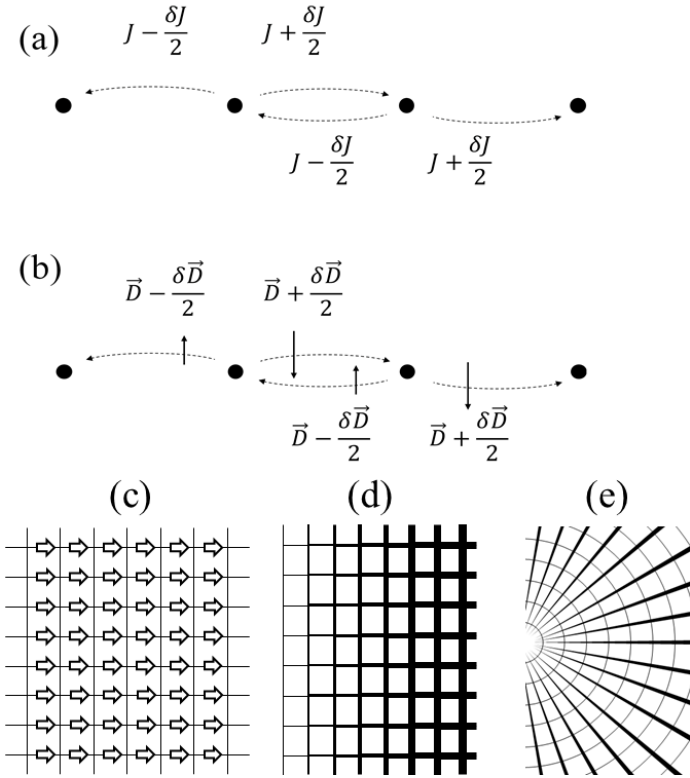 (a)
J − δJ/2    J + δJ/2
J − δJ/2    J + δJ/2
(b)
D⃗ − δD⃗/2    D⃗ + δD⃗/2
D⃗ − δD⃗/2    D⃗ + δD⃗/2
(c) (d) (e)